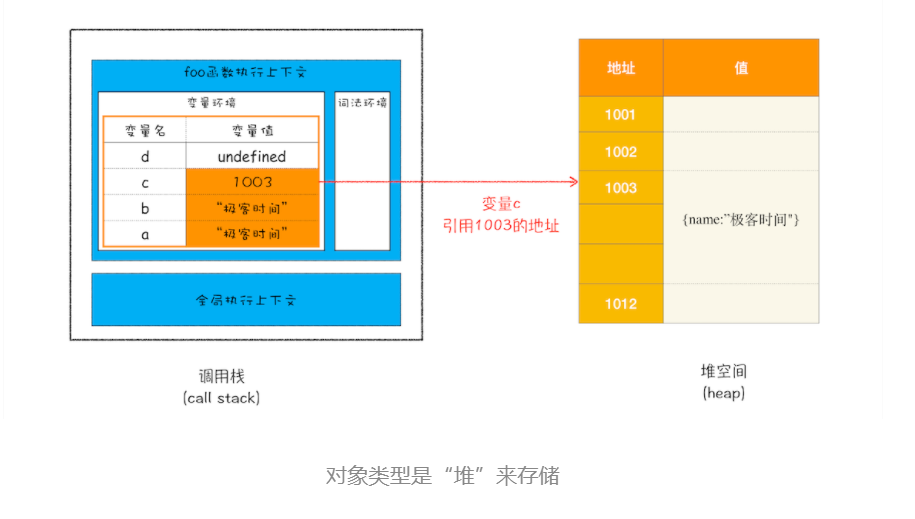 foo函数执行上下文
变量环境
词法环境
变量名 变量值
d undefined
c 1003
b “极客时间”
a “极客时间”
全局执行上下文
调用栈
(call stack)
变量c
引用1003的地址
地址 值
1001
1002
1003
{name:”极客时间"}
1012
堆空间
(heap)
对象类型是“堆”来存储